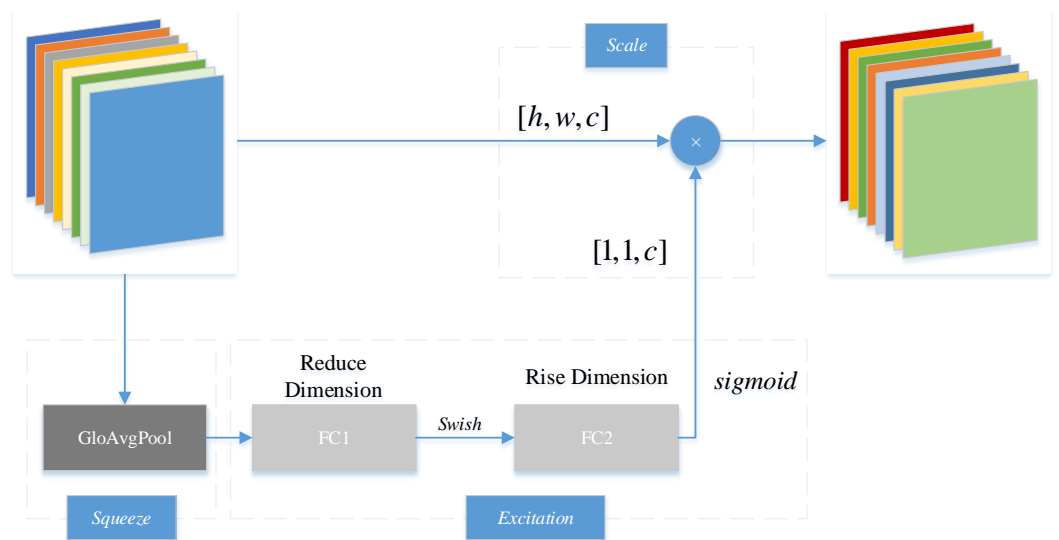 Scale
[h, w, c]
×
[1,1,c]
Reduce
Dimension
Rise Dimension
sigmoid
GloAvgPool
FC1
Swish
FC2
Squeeze
Excitation